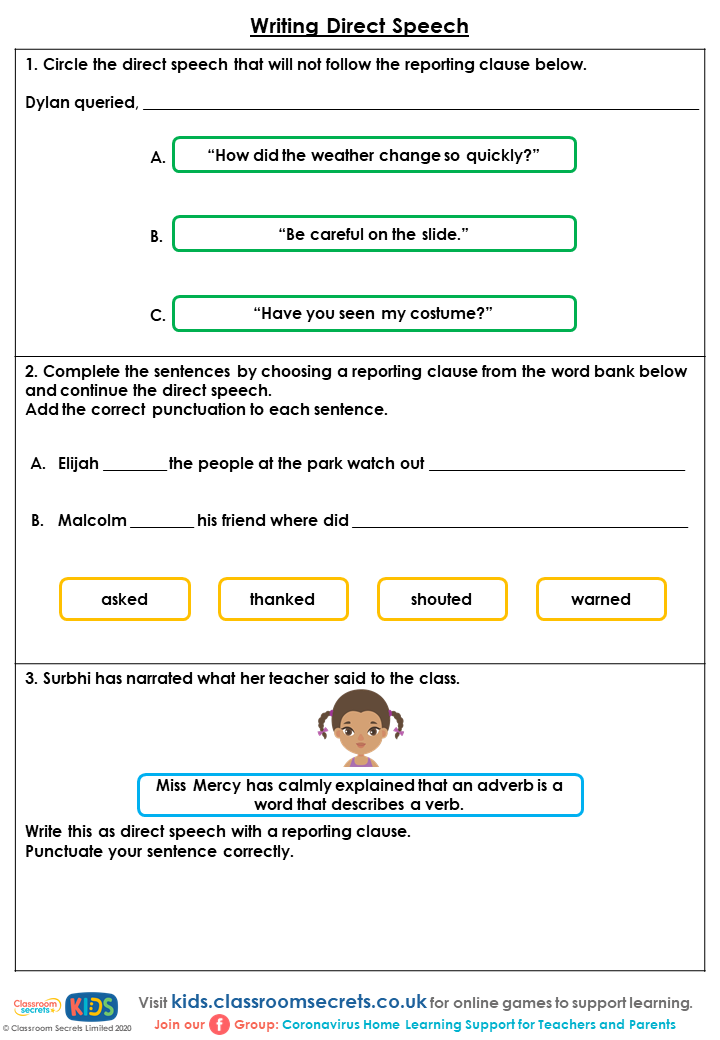 Writing Direct Speech
1. Circle the direct speech that will not follow the reporting clause below.
Dylan queried, ____________________
A. “How did the weather change so quickly?”
B. “Be careful on the slide.”
C. “Have you seen my costume?”
2. Complete the sentences by choosing a reporting clause from the word bank below
and continue the direct speech.
Add the correct punctuation to each sentence.
A. Elijah _______ the people at the park watch out ____________________
B. Malcolm _______ his friend where did ____________________
asked thanked shouted warned
3. Surbhi has narrated what her teacher said to the class.
Miss Mercy has calmly explained that an adverb is a
word that describes a verb.
Write this as direct speech with a reporting clause.
Punctuate your sentence correctly.
Classroom Secrets KIDS
© Classroom Secrets Limited 2020
Visit kids.classroomsecrets.co.uk for online games to support learning.
Join our f Group: Coronavirus Home Learning Support for Teachers and Parents